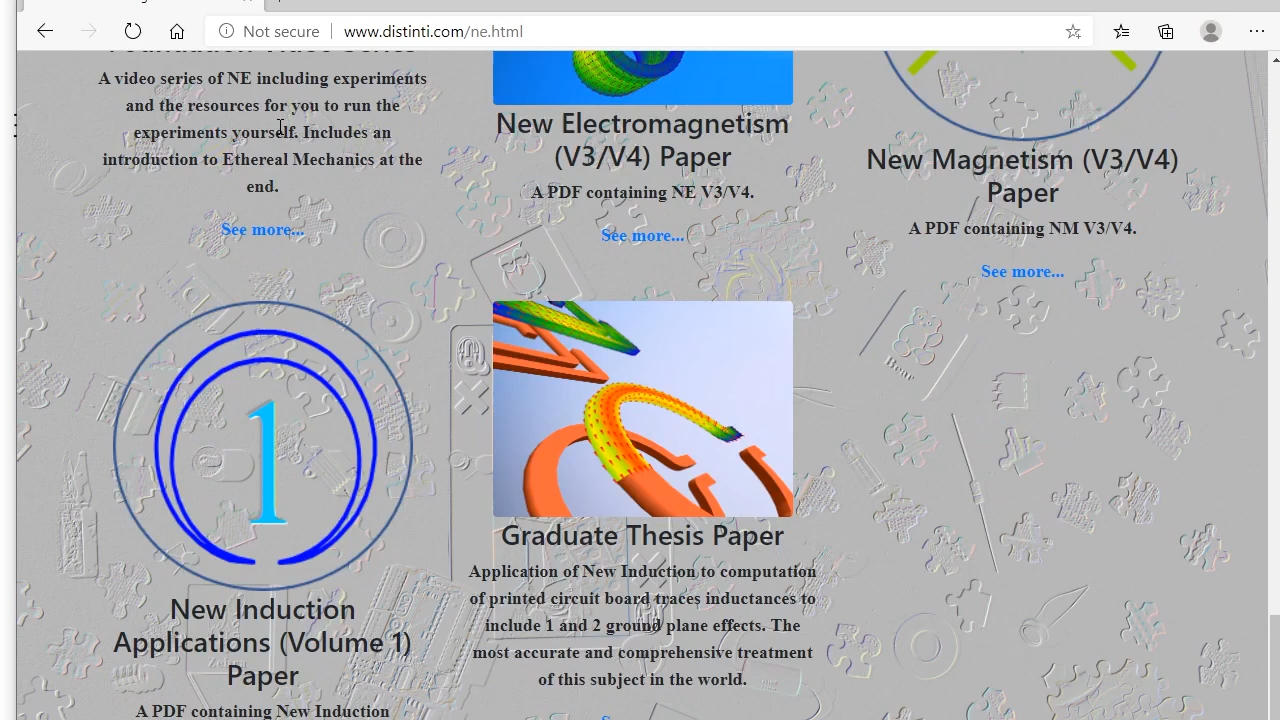 Not secure
www.distinti.com/ne.html
A video series of NE including experiments
and the resources for you to run the
experiments yourself. Includes an
introduction to Ethereal Mechanics at the
end.
See more...
New Electromagnetism
(V3/V4) Paper
A PDF containing NE V3/V4.
See more...
New Magnetism (V3/V4)
Paper
A PDF containing NM V3/V4.
See more...
1
New Induction
Applications (Volume 1)
Paper
A PDF containing New Induction
Graduate Thesis Paper
Application of New Induction to computation
of printed circuit board traces inductances to
include 1 and 2 ground plane effects. The
most accurate and comprehensive treatment
of this subject in the world.